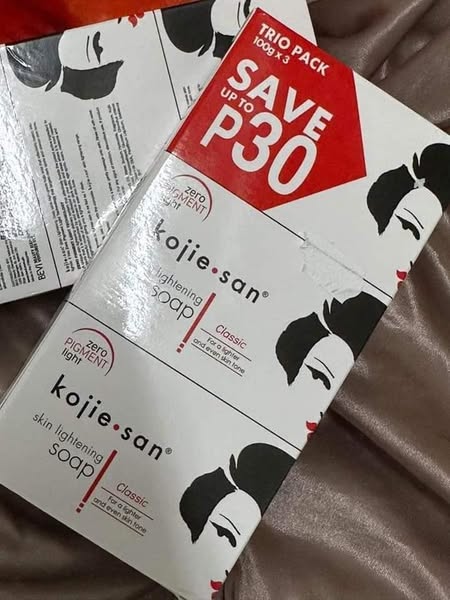 TRIO PACK
100g x 3
SAVE
UP TO
P30
zero
PIGMENT
light
kojie.san®
lightening
soap
Classic
For a lighter
and even skin tone
zero
PIGMENT
light
kojie.san®
skin lightening
soap
Classic
For a lighter
and even skin tone